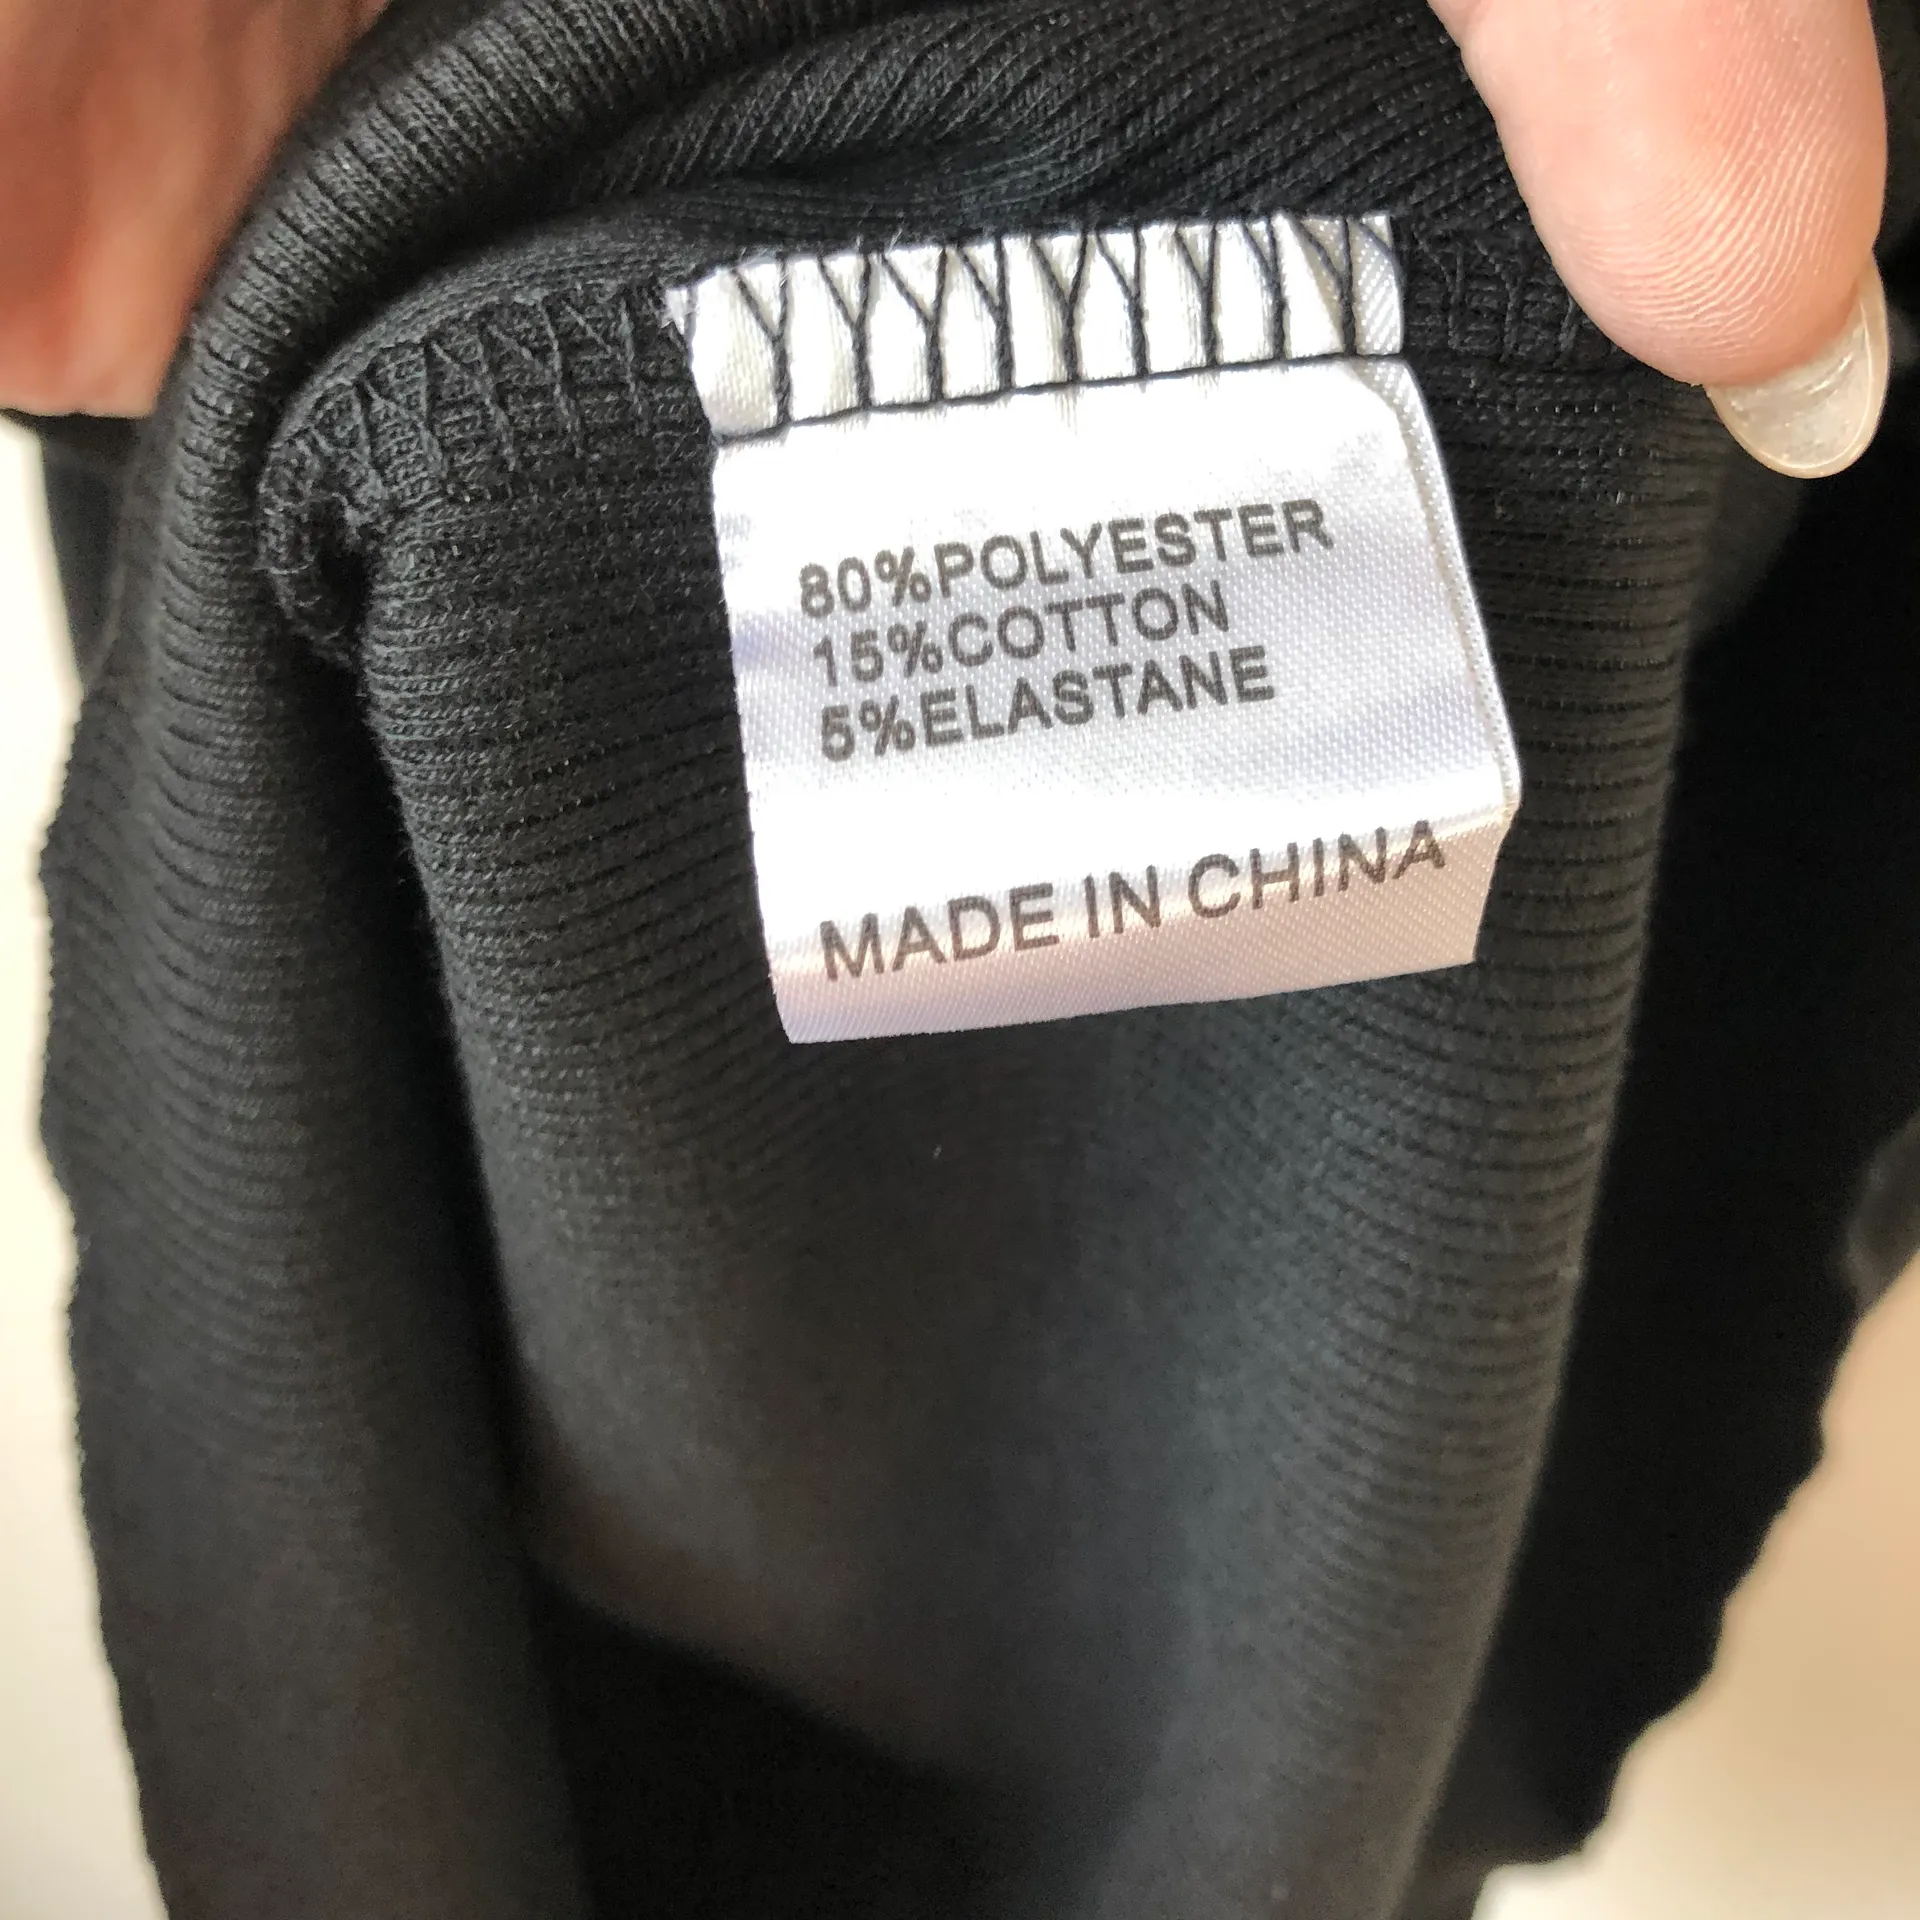 80%POLYESTER
15%COTTON
5%ELASTANE
MADE IN CHINA